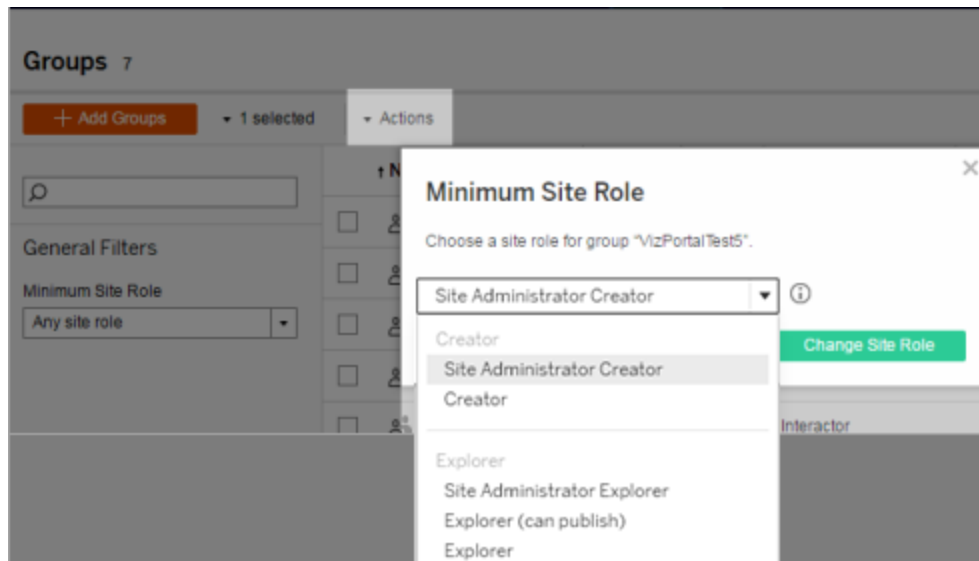 Groups 7
+ Add Groups
1 selected
Actions
↑ N
General Filters
Minimum Site Role
Any site role
Minimum Site Role
Choose a site role for group "VizPortalTest5".
Site Administrator Creator
Change Site Role
Creator
Site Administrator Creator
Creator
Interactor
Explorer
Site Administrator Explorer
Explorer (can publish)
Explorer